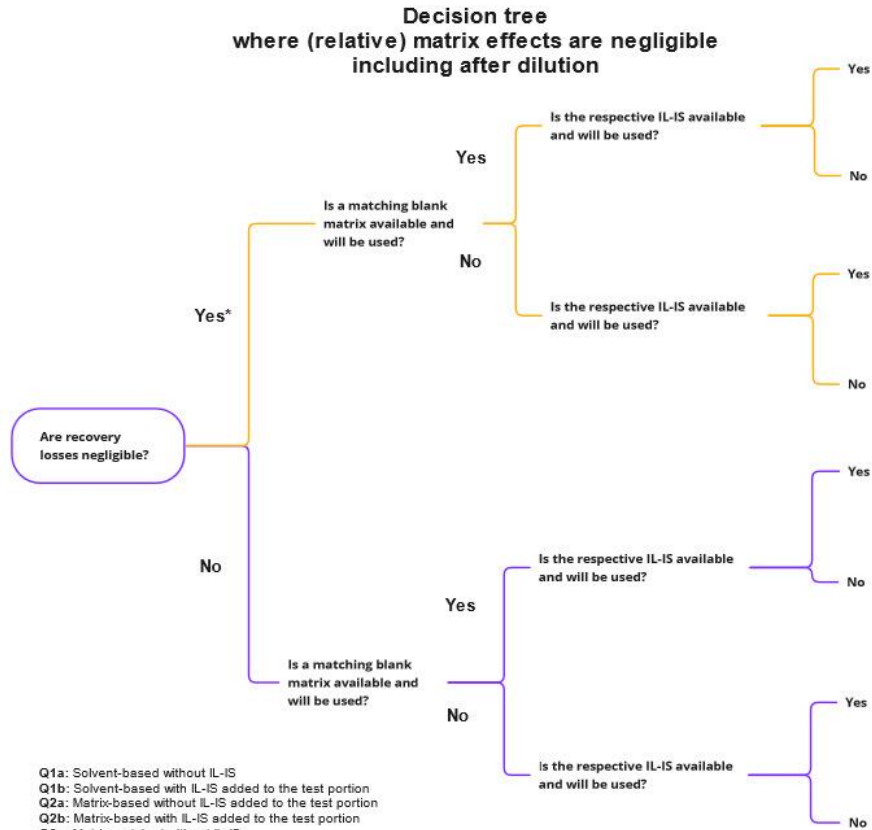 Decision tree
where (relative) matrix effects are negligible
including after dilution
Yes
Is the respective IL-IS available
and will be used?
Yes
No
Is a matching blank
matrix available and
will be used?
No
Yes
Is the respective IL-IS available
and will be used?
Yes*
No
Are recovery
losses negligible?
Yes
Is the respective IL-IS available
and will be used?
No
No
Yes
Is a matching blank
matrix available and
will be used?
Yes
No
Is the respective IL-IS available
and will be used?
No
Q1a: Solvent-based without IL-IS
Q1b: Solvent-based with IL-IS added to the test portion
Q2a: Matrix-based without IL-IS added to the test portion
Q2b: Matrix-based with IL-IS added to the test portion